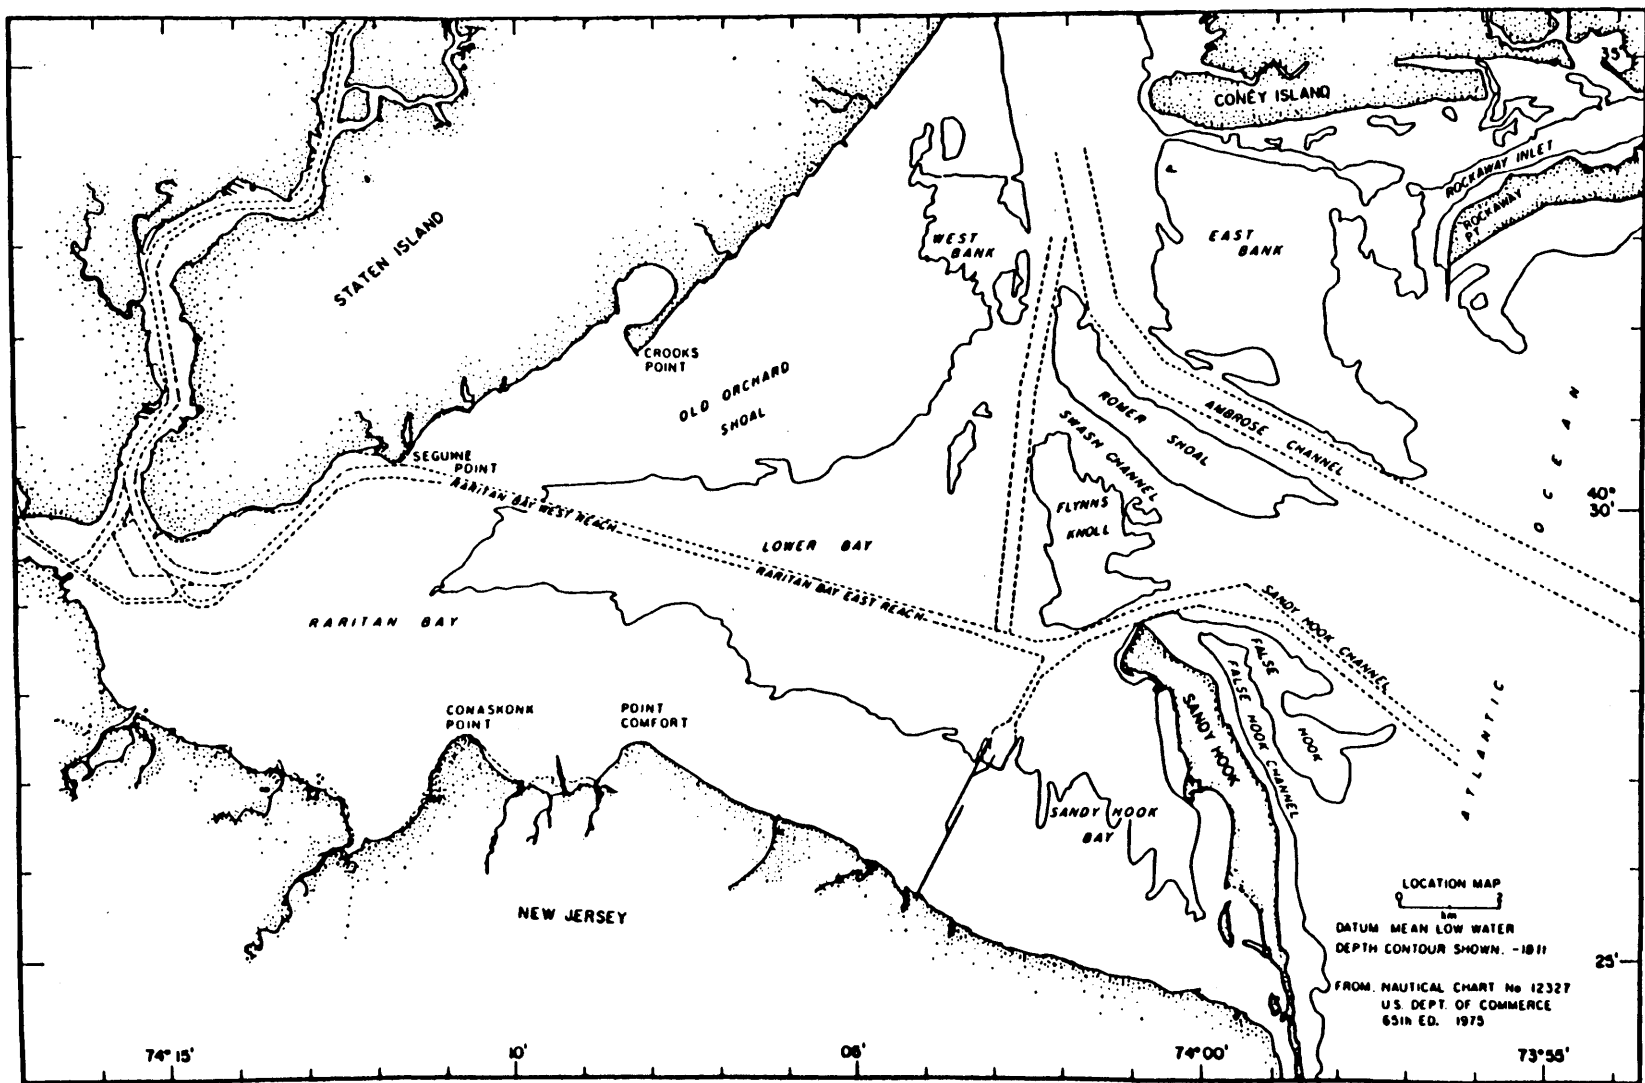 35'
CONEY ISLAND
ROCKAWAY INLET
ROCKAWAY
PT.
STATEN ISLAND
WEST
BANK
EAST
BANK
CROOKS
POINT
OLD ORCHARD
SHOAL
ROMER SHOAL
AMBROSE CHANNEL
SWASH CHANNEL
SEGUINE
POINT
RARITAN BAY WEST REACH
FLYNNS
KNOLL
40°
30'
LOWER BAY
RARITAN BAY EAST REACH
SANDY HOOK CHANNEL
RARITAN BAY
FALSE
HOOK
FALSE HOOK CHANNEL
SANDY HOOK
ATLANTIC
OCEAN
CONASKONK
POINT
POINT
COMFORT
SANDY HOOK
BAY
NEW JERSEY
LOCATION MAP
0 2
km
DATUM MEAN LOW WATER
DEPTH CONTOUR SHOWN. -18ft
25'
FROM. NAUTICAL CHART No 12327
U.S. DEPT. OF COMMERCE
65th ED. 1975
74°15' 10' 05' 74°00' 73°55'